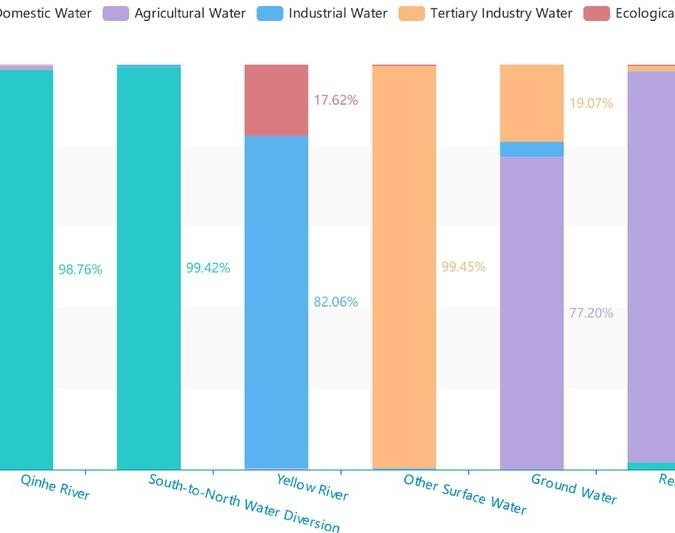 Domestic Water Agricultural Water Industrial Water Tertiary Industry Water Ecologica
17.62%
19.07%
98.76%
99.42%
99.45%
82.06%
77.20%
Qinhe River
South-to-North Water Diversion
Yellow River
Other Surface Water
Ground Water
Re